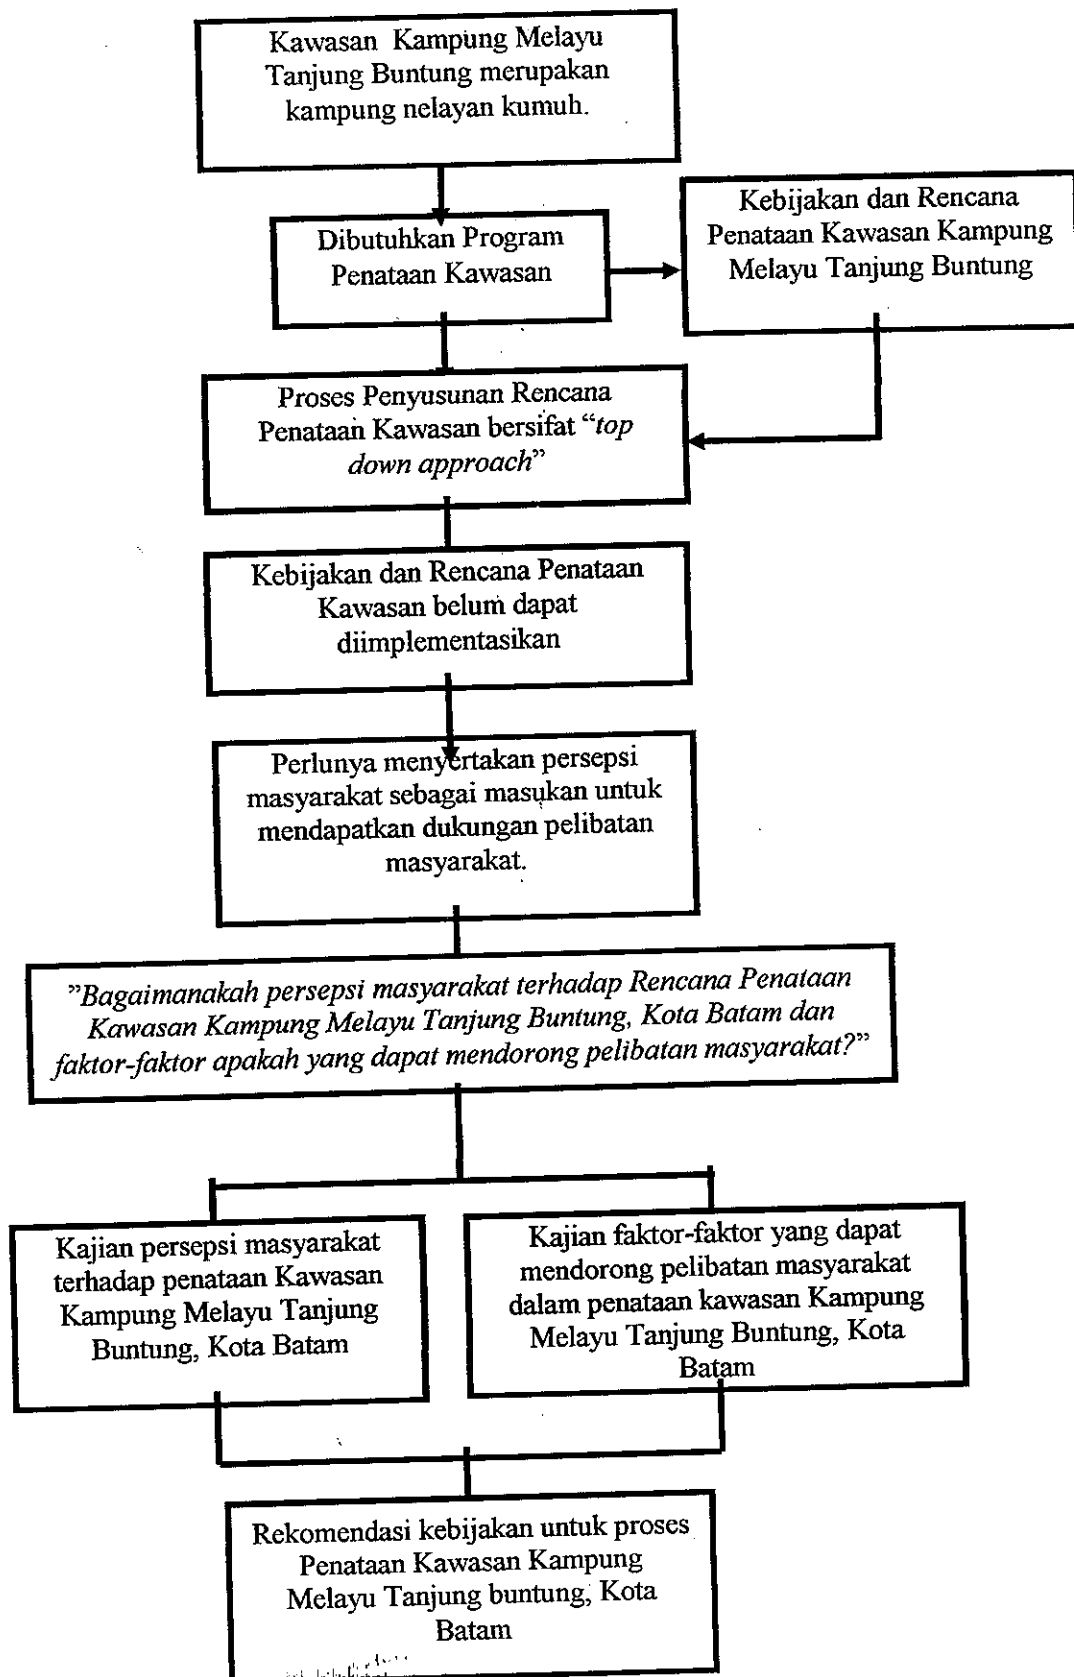 Kawasan Kampung Melayu
Tanjung Buntung merupakan
kampung nelayan kumuh.
Dibutuhkan Program
Penataan Kawasan
Kebijakan dan Rencana
Penataan Kawasan Kampung
Melayu Tanjung Buntung
Proses Penyusunan Rencana
Penataan Kawasan bersifat “top
down approach”
Kebijakan dan Rencana Penataan
Kawasan belum dapat
diimplementasikan
Perlunya menyertakan persepsi
masyarakat sebagai masukan untuk
mendapatkan dukungan pelibatan
masyarakat.
”Bagaimanakah persepsi masyarakat terhadap Rencana Penataan
Kawasan Kampung Melayu Tanjung Buntung, Kota Batam dan
faktor-faktor apakah yang dapat mendorong pelibatan masyarakat?”
Kajian persepsi masyarakat
terhadap penataan Kawasan
Kampung Melayu Tanjung
Buntung, Kota Batam
Kajian faktor-faktor yang dapat
mendorong pelibatan masyarakat
dalam penataan kawasan Kampung
Melayu Tanjung Buntung, Kota
Batam
Rekomendasi kebijakan untuk proses
Penataan Kawasan Kampung
Melayu Tanjung buntung, Kota
Batam